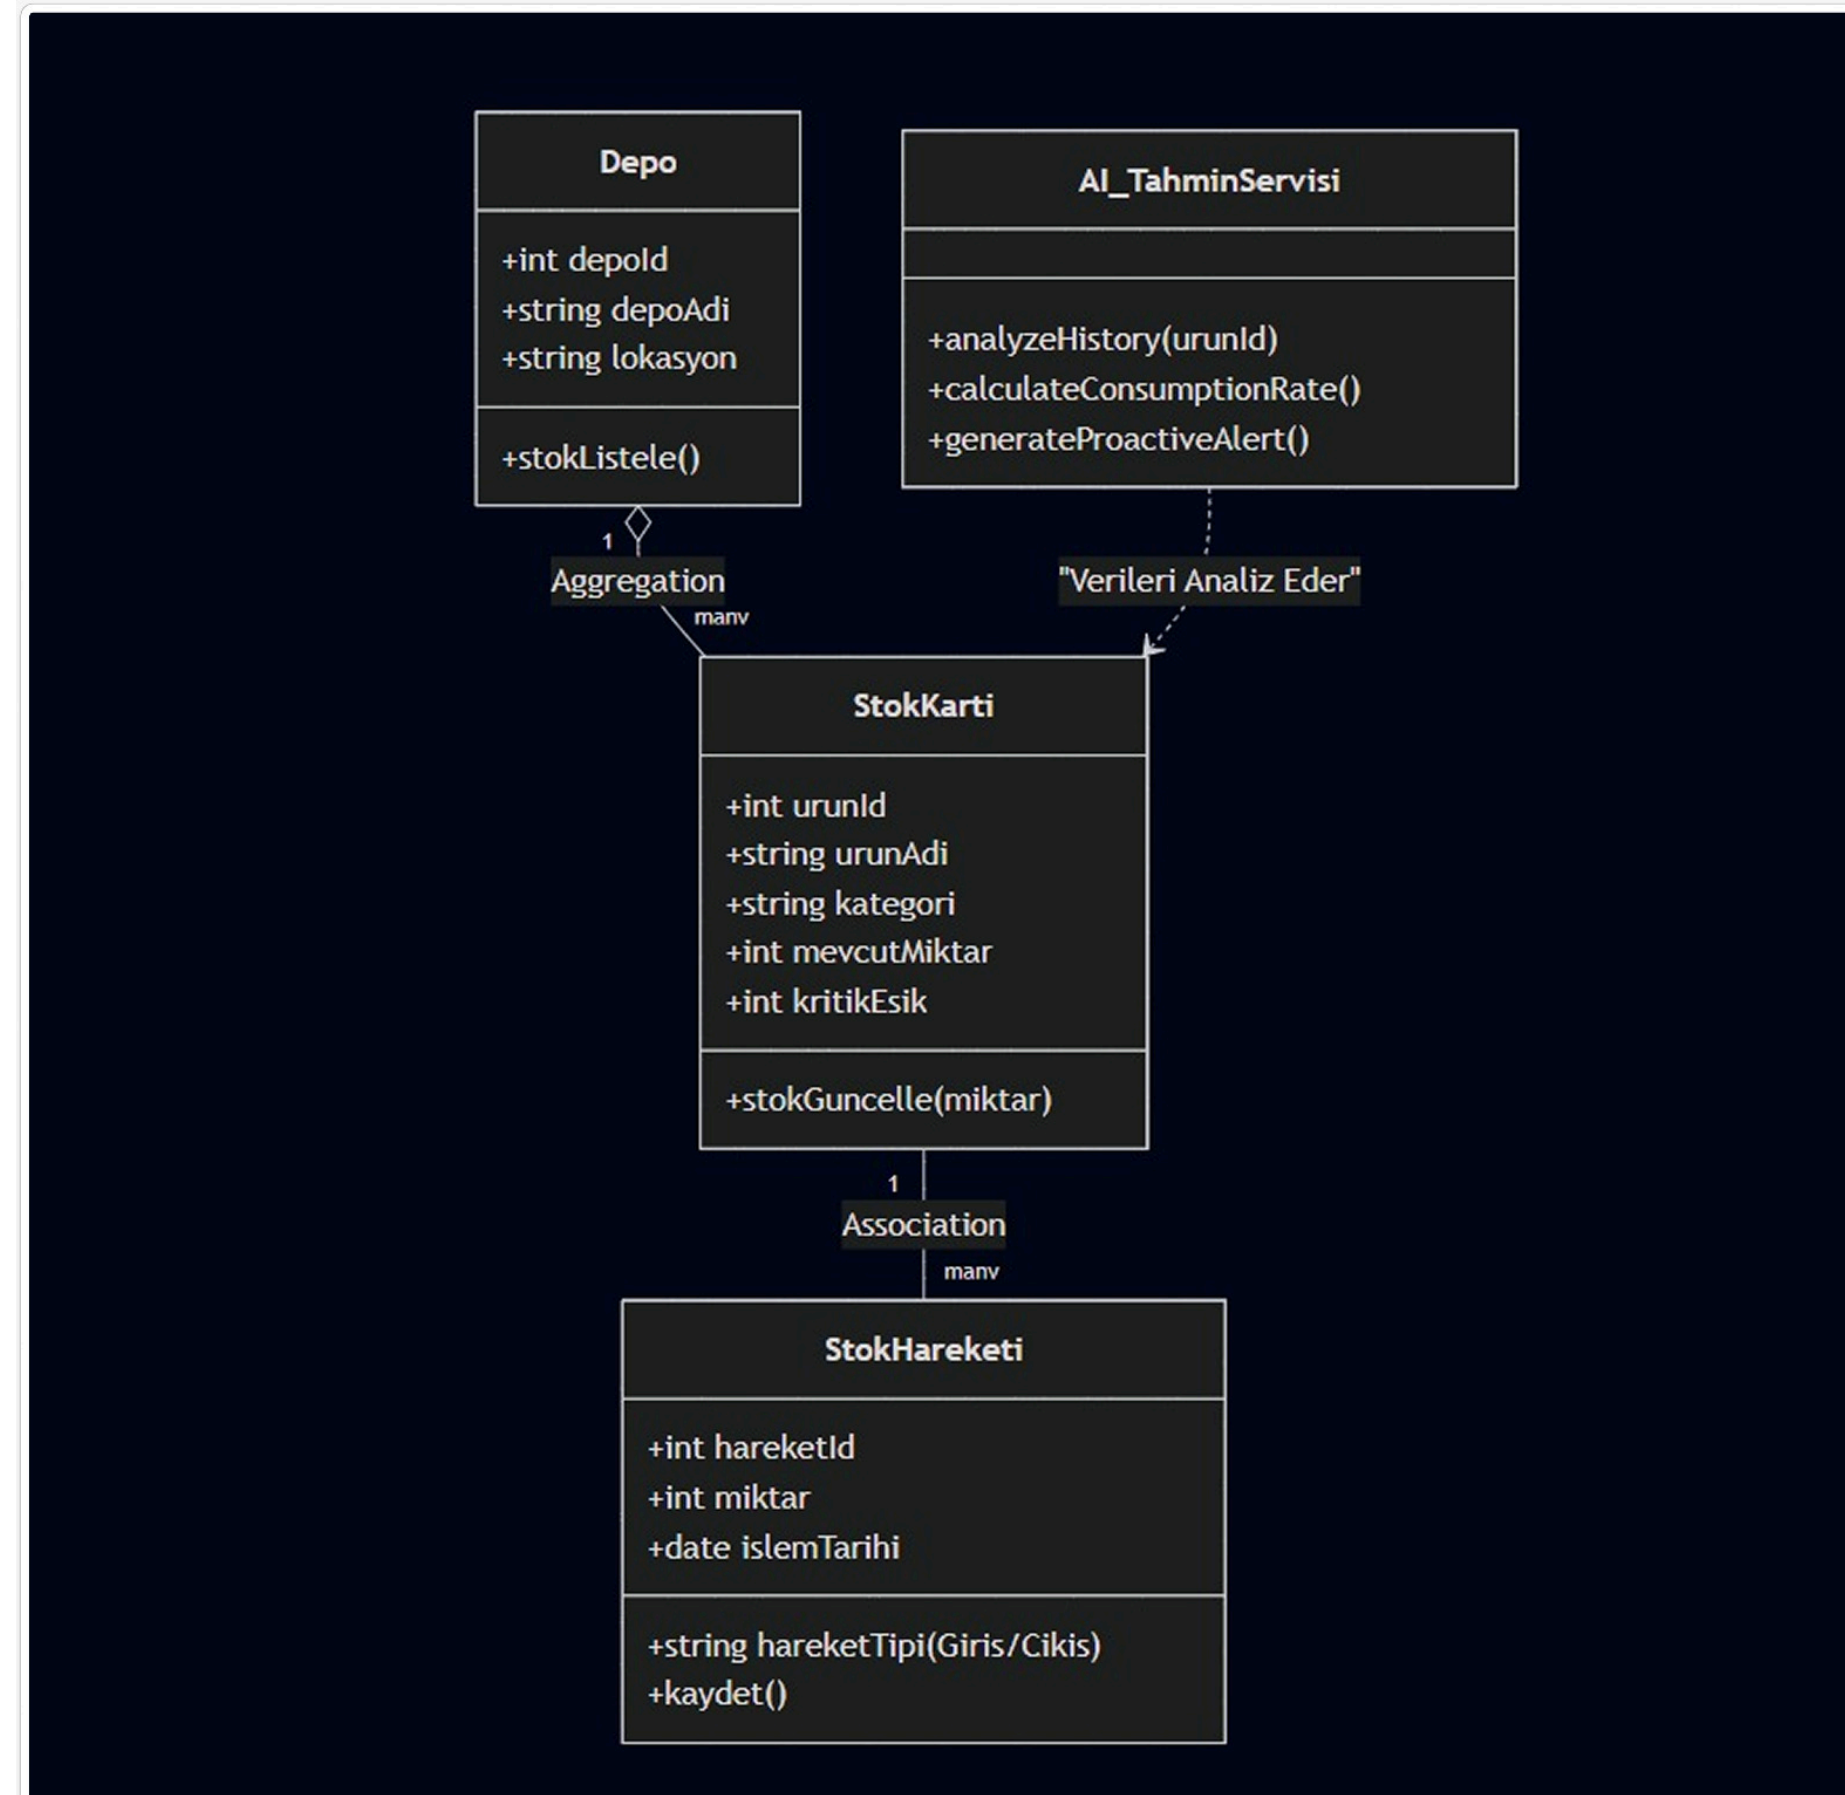 Depo
+int depoId
+string depoAdi
+string lokasyon
+stokListele()
AI_TahminServisi
+analyzeHistory(urunId)
+calculateConsumptionRate()
+generateProactiveAlert()
1
Aggregation
manv
"Verileri Analiz Eder"
StokKarti
+int urunId
+string urunAdi
+string kategori
+int mevcutMiktar
+int kritikEsik
+stokGuncelle(miktar)
1
Association
manv
StokHareketi
+int hareketId
+int miktar
+date islemTarihi
+string hareketTipi(Giris/Cikis)
+kaydet()